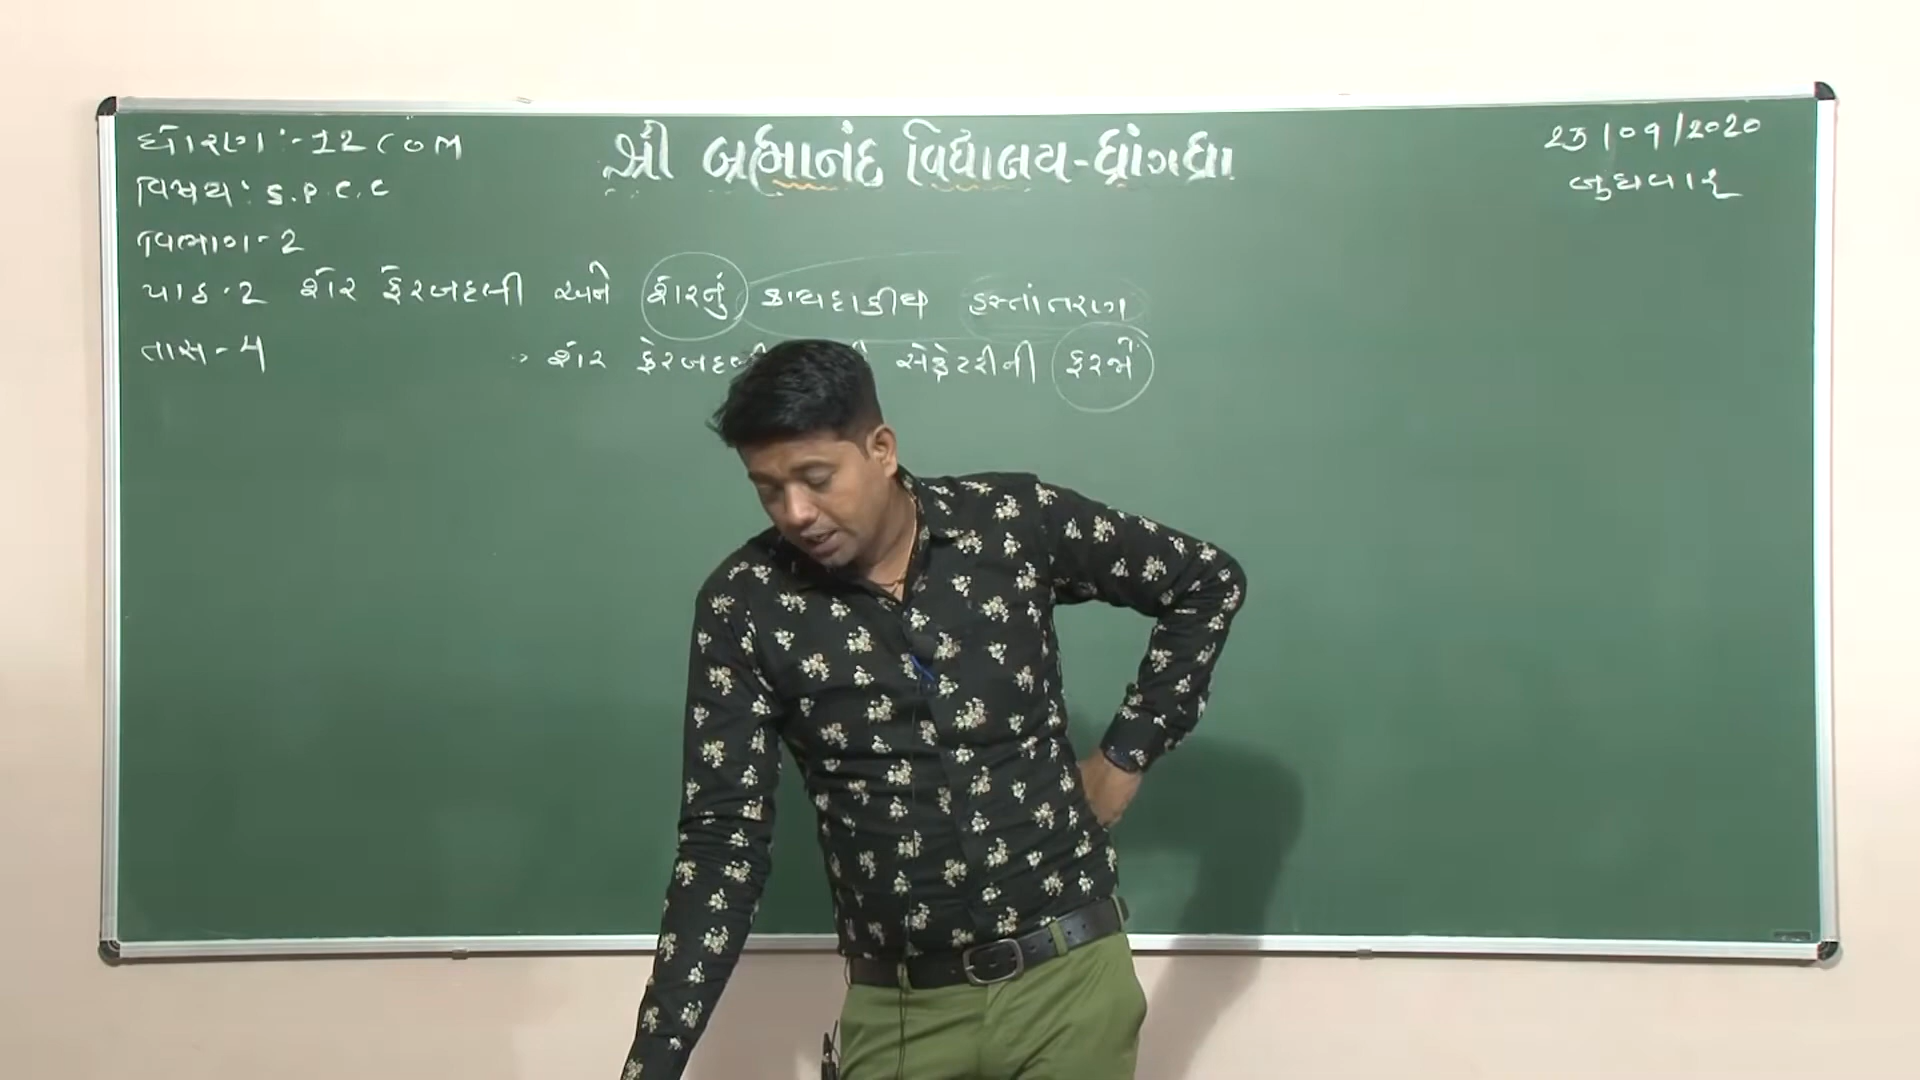 શ્રી બ્રહ્માનંદ વિદ્યાલય-ધ્રાંગધ્રા
23/09/2020
બુધવાર
ધોરણ :- 12 COM
વિષય : S.P.C.C
વિભાગ - 2
પાઠ - 2 શૅર ફેરબદલી અને શૅરનું કાયદાકીય હસ્તાંતરણ
તાસ - 4
શૅર ફેરબદલી સેક્રેટરીની ફરજો